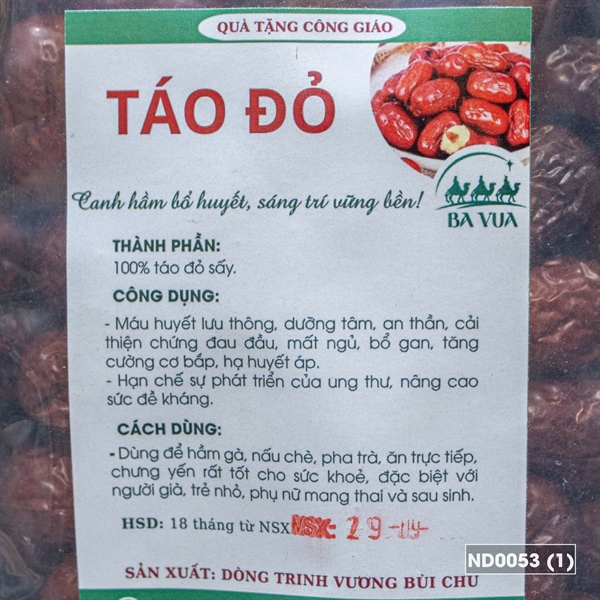 QUÀ TẶNG CÔNG GIÁO
TÁO ĐỎ
Canh hầm bổ huyết, sáng trí vững bền!
BA VUA
THÀNH PHẦN:
100% táo đỏ sấy.
CÔNG DỤNG:
- Máu huyết lưu thông, dưỡng tâm, an thần, cải
thiện chứng đau đầu, mất ngủ, bổ gan, tăng
cường cơ bắp, hạ huyết áp.
- Hạn chế sự phát triển của ung thư, nâng cao
sức đề kháng.
CÁCH DÙNG:
- Dùng để hầm gà, nấu chè, pha trà, ăn trực tiếp,
chưng yến rất tốt cho sức khoẻ, đặc biệt với
người già, trẻ nhỏ, phụ nữ mang thai và sau sinh.
HSD: 18 tháng từ NSX NSX:
SẢN XUẤT: DÒNG TRINH VƯƠNG BÙI CHU
ND0053 (1)